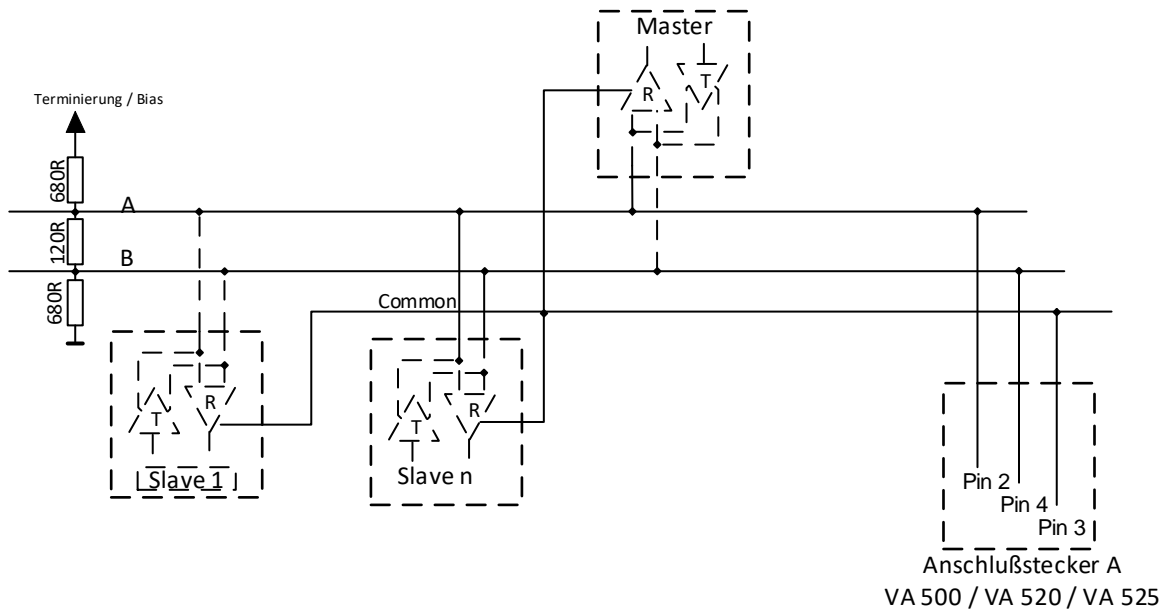 Master
R
T
Terminierung / Bias
680R
A
120R
B
680R
Common
T
R
Slave 1
T
R
Slave n
Pin 2
Pin 4
Pin 3
Anschlußstecker A
VA 500 / VA 520 / VA 525